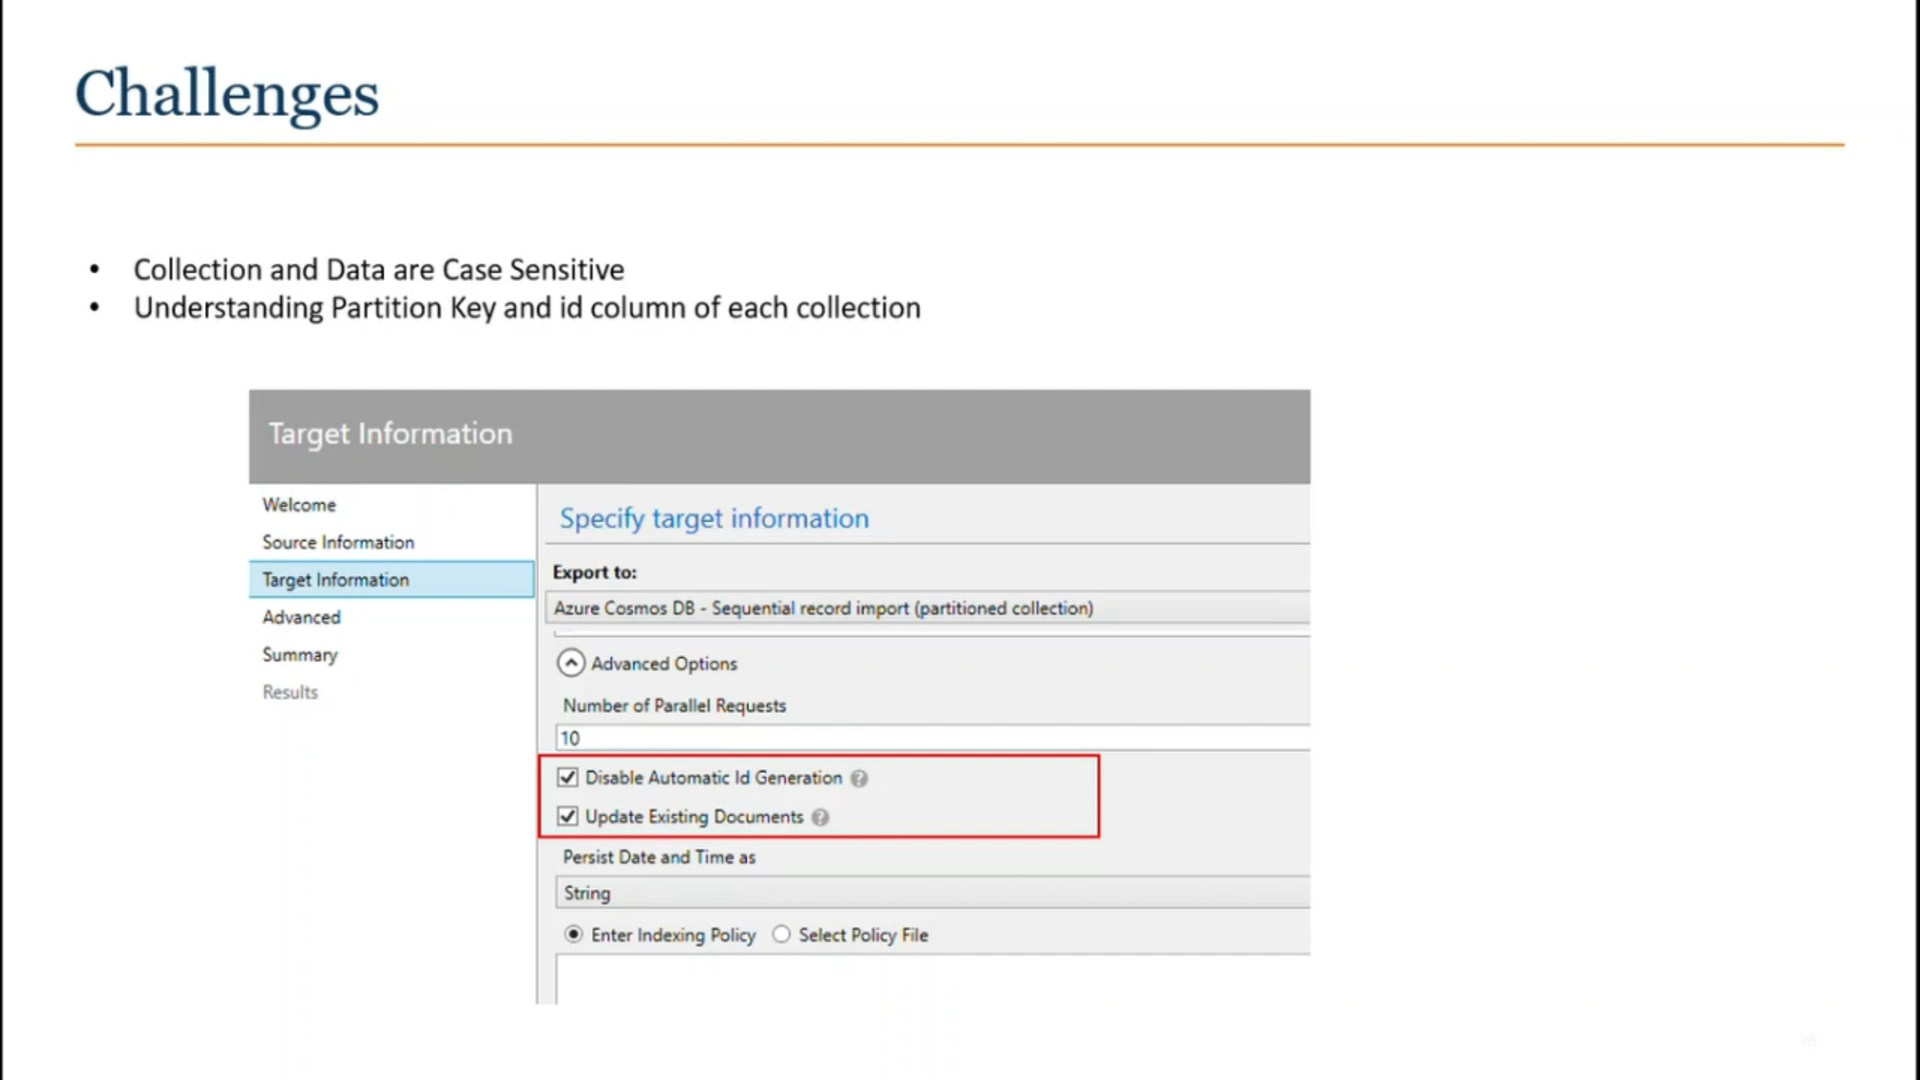 Challenges
• Collection and Data are Case Sensitive
• Understanding Partition Key and id column of each collection
Target Information
Welcome
Source Information
Target Information
Advanced
Summary
Results
Specify target information
Export to:
Azure Cosmos DB - Sequential record import (partitioned collection)
Advanced Options
Number of Parallel Requests
10
Disable Automatic Id Generation ?
Update Existing Documents ?
Persist Date and Time as
String
Enter Indexing Policy Select Policy File